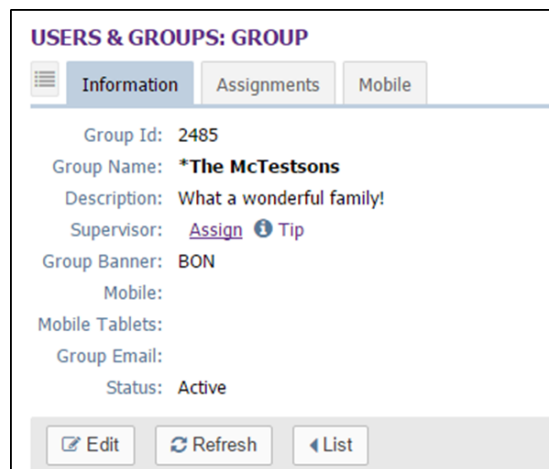 USERS & GROUPS: GROUP
Information Assignments Mobile
Group Id: 2485
Group Name: *The McTestsons
Description: What a wonderful family!
Supervisor: Assign Tip
Group Banner: BON
Mobile:
Mobile Tablets:
Group Email:
Status: Active
Edit Refresh List